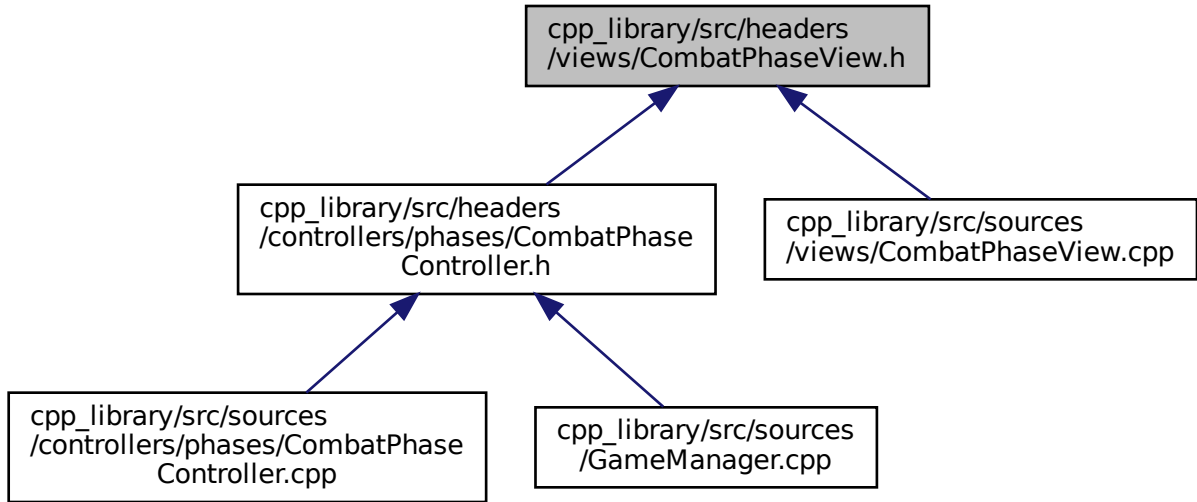 cpp_library/src/headers
/views/CombatPhaseView.h
cpp_library/src/headers
/controllers/phases/CombatPhase
Controller.h
cpp_library/src/sources
/views/CombatPhaseView.cpp
cpp_library/src/sources
/controllers/phases/CombatPhase
Controller.cpp
cpp_library/src/sources
/GameManager.cpp